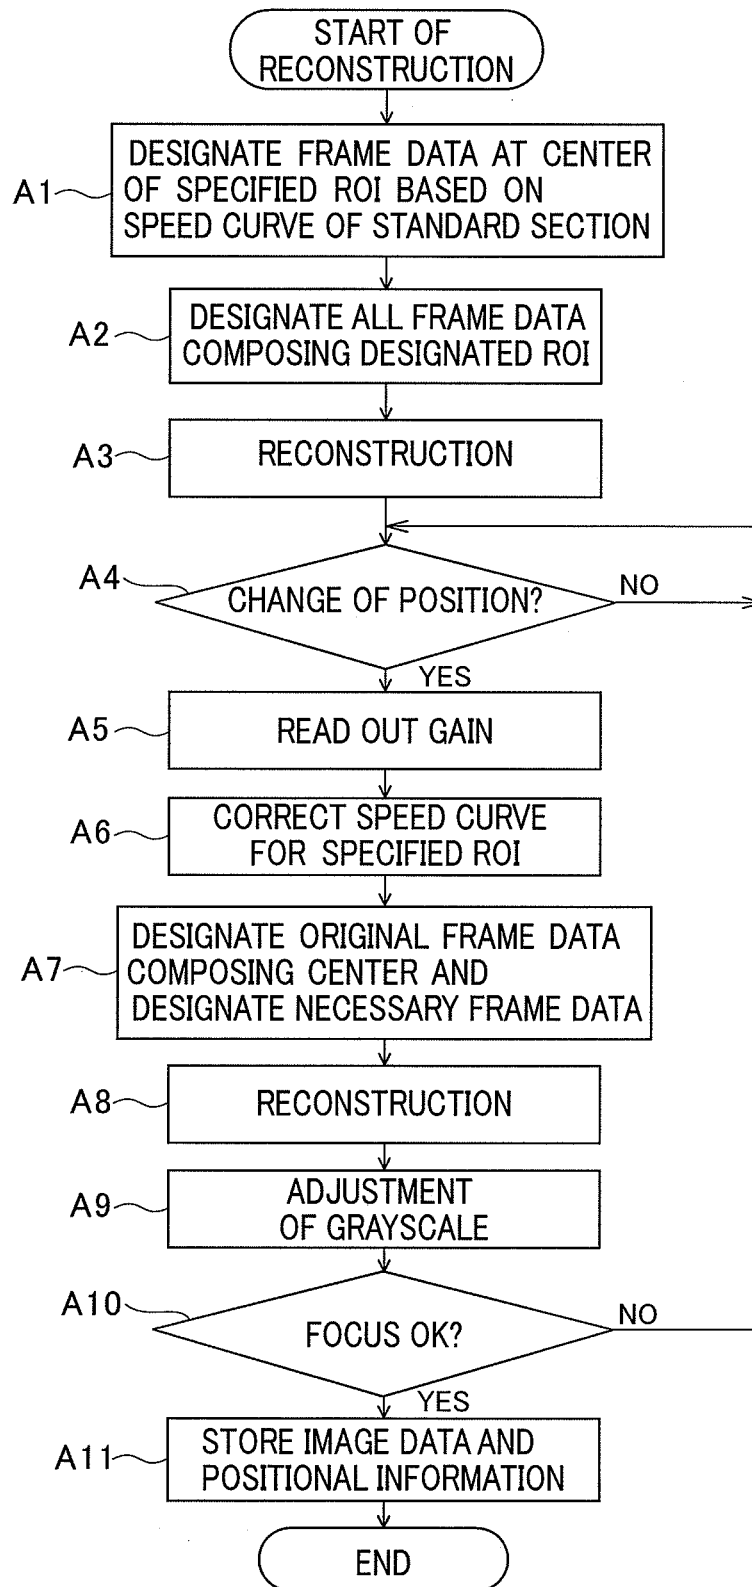 START OF
RECONSTRUCTION
A1
DESIGNATE FRAME DATA AT CENTER
OF SPECIFIED ROI BASED ON
SPEED CURVE OF STANDARD SECTION
A2
DESIGNATE ALL FRAME DATA
COMPOSING DESIGNATED ROI
A3
RECONSTRUCTION
A4
CHANGE OF POSITION?
NO
YES
A5
READ OUT GAIN
A6
CORRECT SPEED CURVE
FOR SPECIFIED ROI
A7
DESIGNATE ORIGINAL FRAME DATA
COMPOSING CENTER AND
DESIGNATE NECESSARY FRAME DATA
A8
RECONSTRUCTION
A9
ADJUSTMENT
OF GRAYSCALE
A10
FOCUS OK?
NO
YES
A11
STORE IMAGE DATA AND
POSITIONAL INFORMATION
END